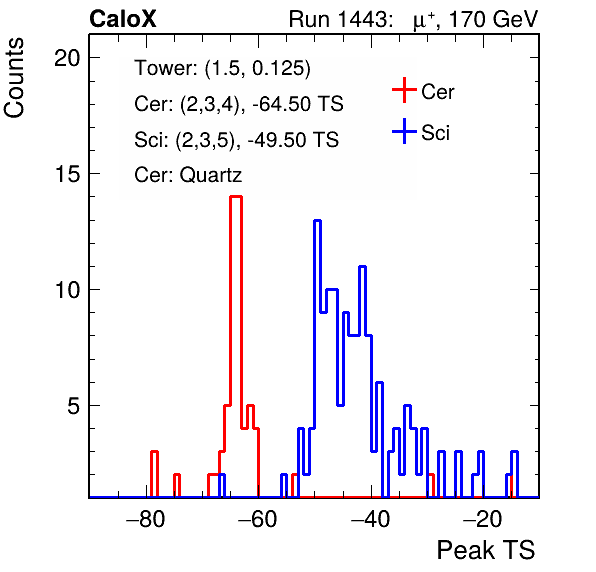 CaloX Run 1443: μ⁺, 170 GeV
Counts
Tower: (1.5, 0.125)
Cer: (2,3,4), -64.50 TS
Sci: (2,3,5), -49.50 TS
Cer: Quartz
Cer
Sci
20
15
10
5
−80 −60 −40 −20
Peak TS